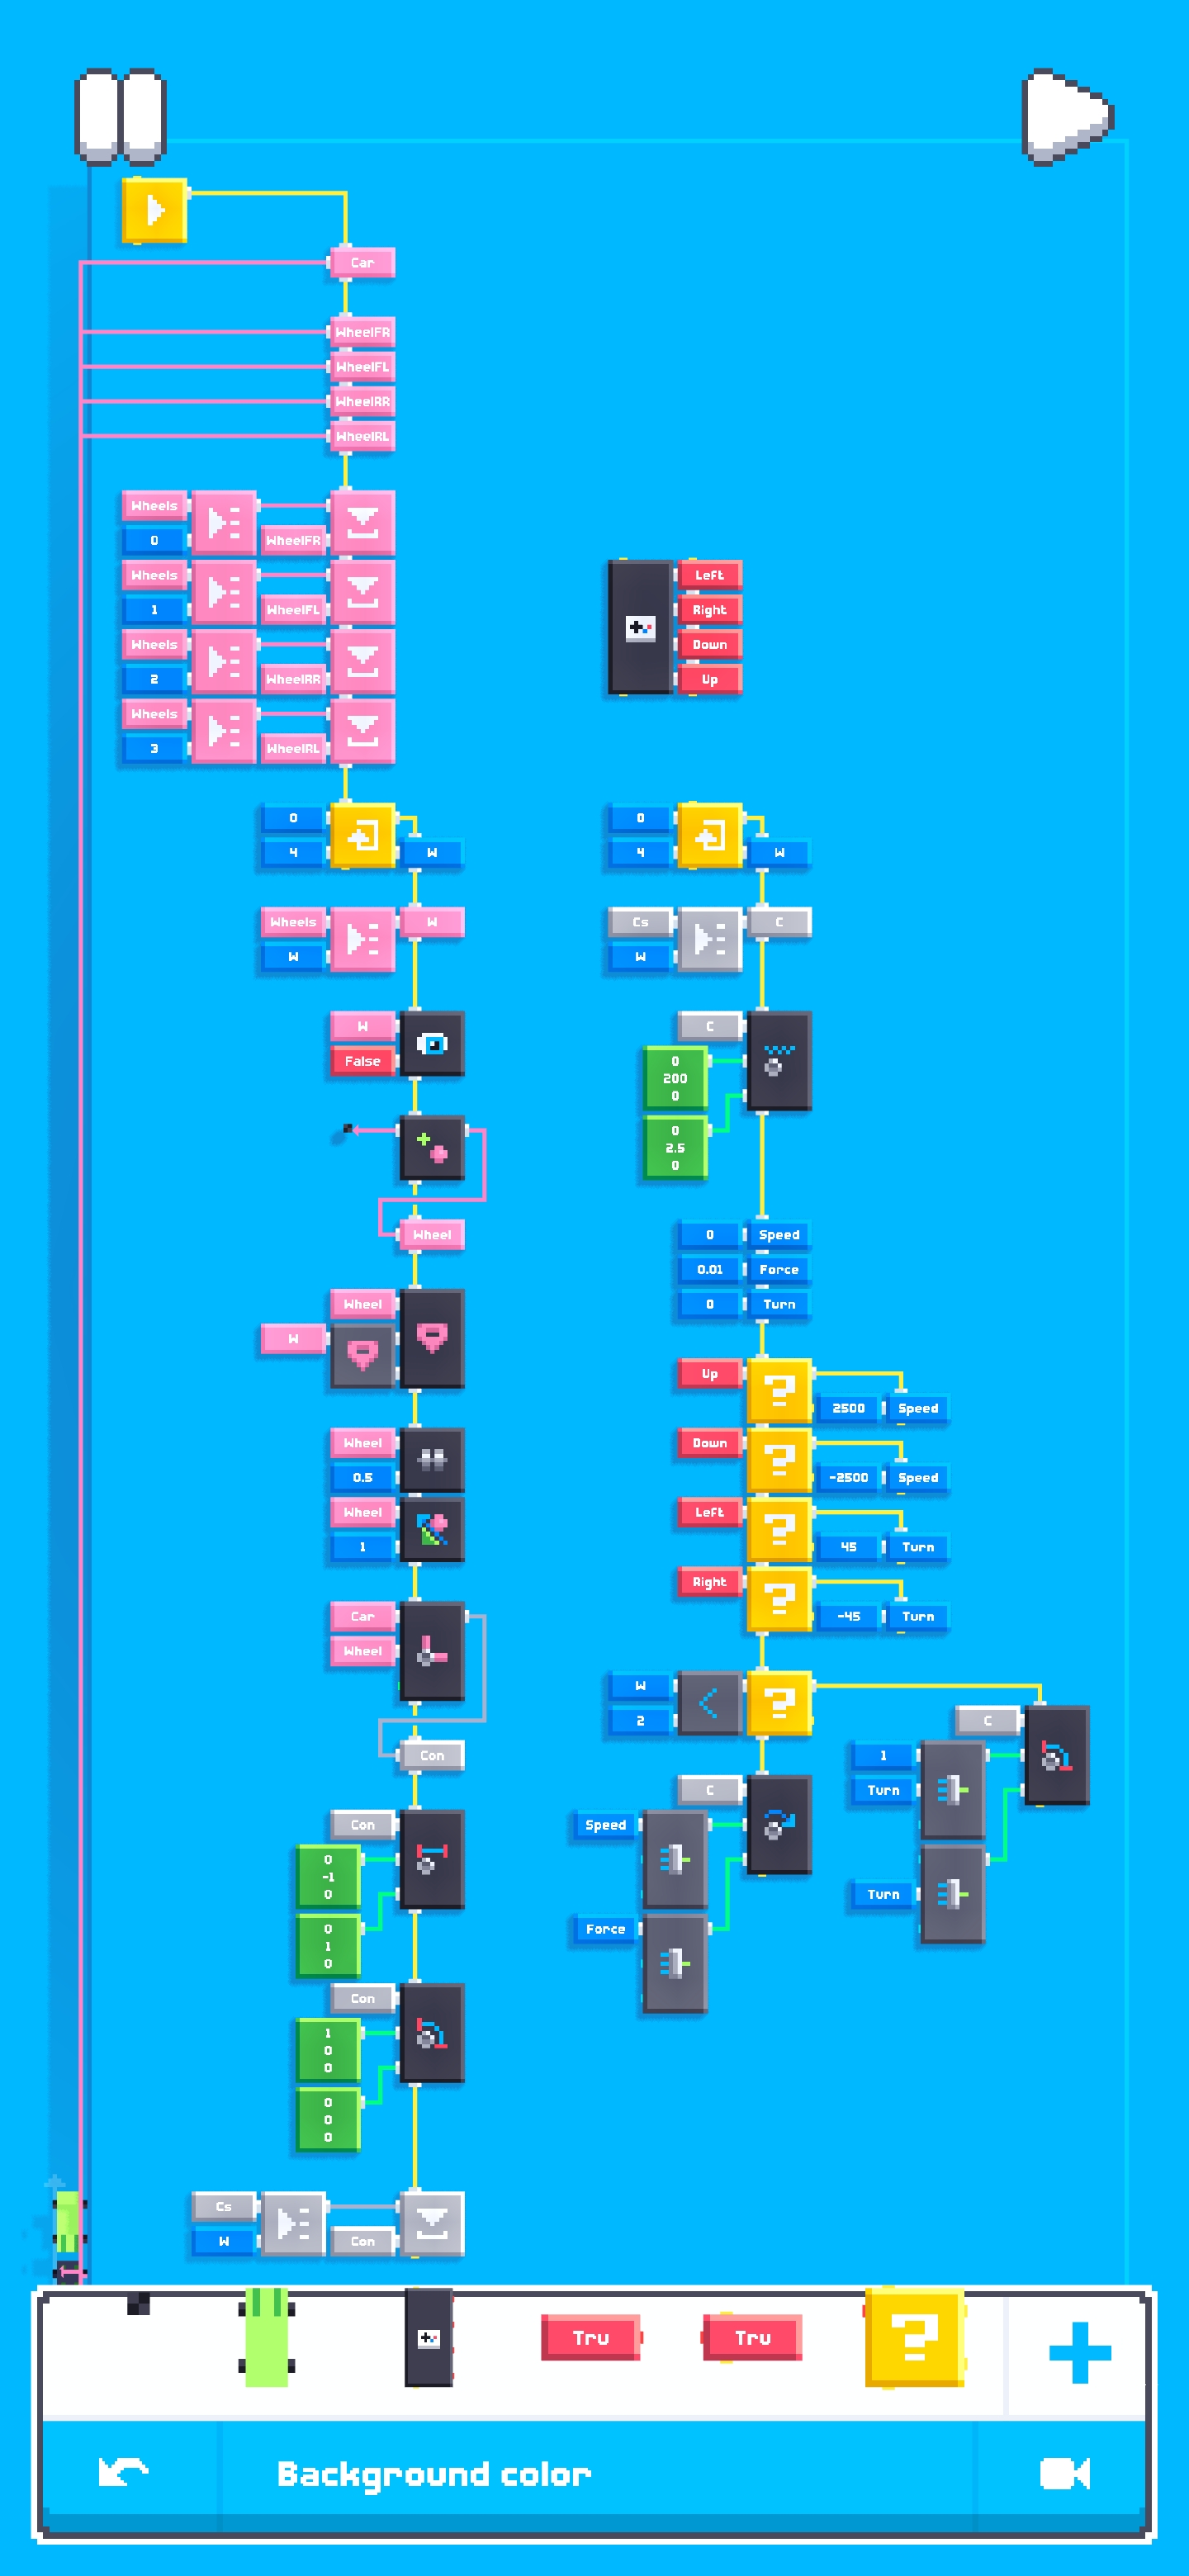 Car
WheelFR
WheelFL
WheelRR
WheelRL
Wheels
0
WheelFR
Wheels
1
WheelFL
Wheels
2
WheelRR
Wheels
3
WheelRL
0
4
W
Wheels
W
W
W
False
Wheel
Wheel
W
Wheel
0.5
Wheel
1
Car
Wheel
Con
Con
0
-1
0
0
1
0
Con
1
0
0
0
0
0
Cs
W
Con
Left
Right
Down
Up
0
4
W
Cs
C
W
C
0
200
0
0
2.5
0
0
Speed
0.01
Force
0
Turn
Up
2500
Speed
Down
-2500
Speed
Left
45
Turn
Right
-45
Turn
W
2
C
Speed
Force
C
1
Turn
Turn
Tru
Tru
Background color